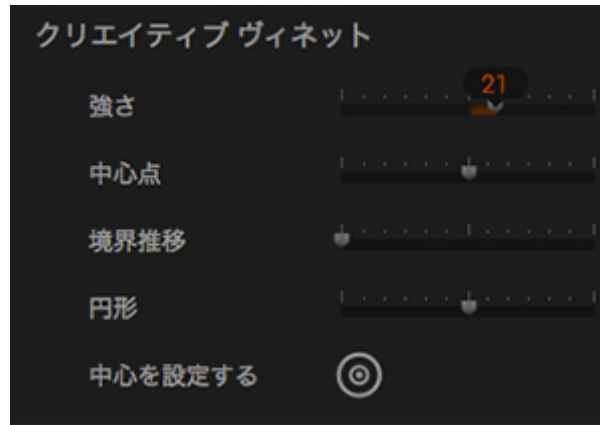 クリエイティブ ヴィネット
強さ 21
中心点
境界推移
円形
中心を設定する